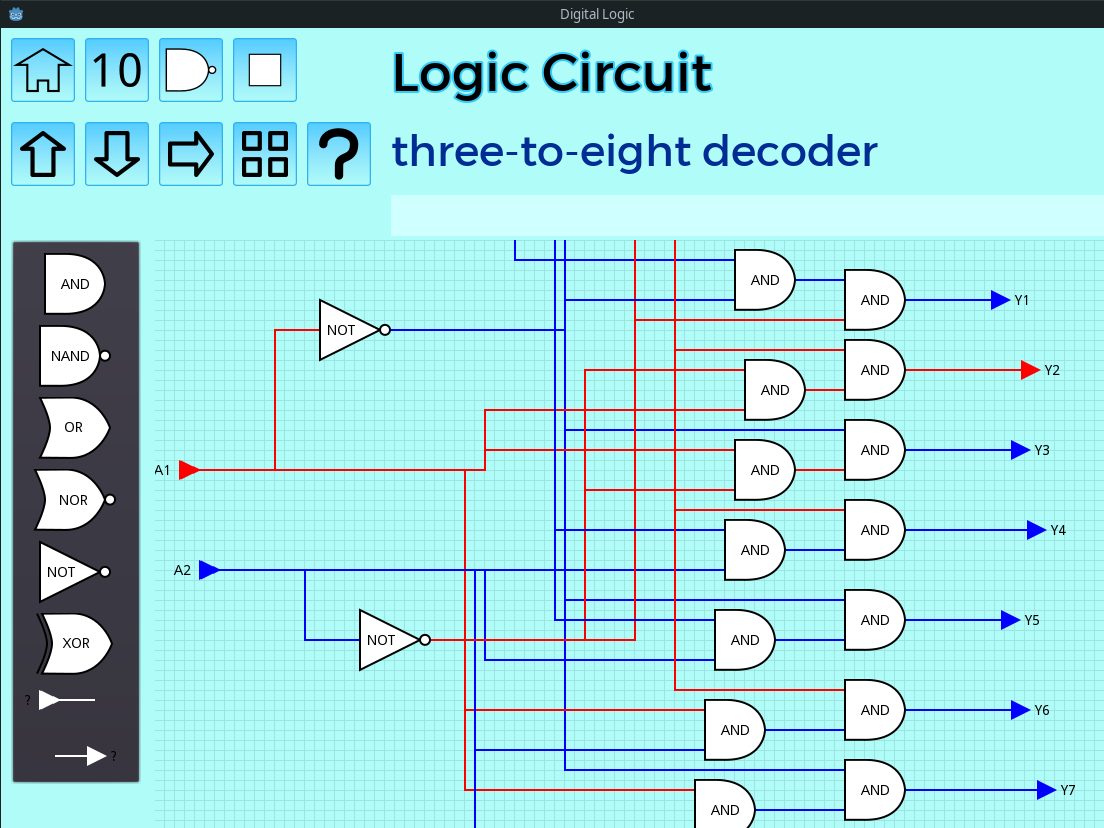 Digital Logic
10
Logic Circuit
?
three-to-eight decoder
AND
NAND
OR
NOR
NOT
XOR
?
?
AND
AND
Y1
NOT
AND
Y2
AND
AND
Y3
A1
AND
AND
Y4
AND
A2
AND
Y5
NOT
AND
AND
Y6
AND
AND
Y7
AND